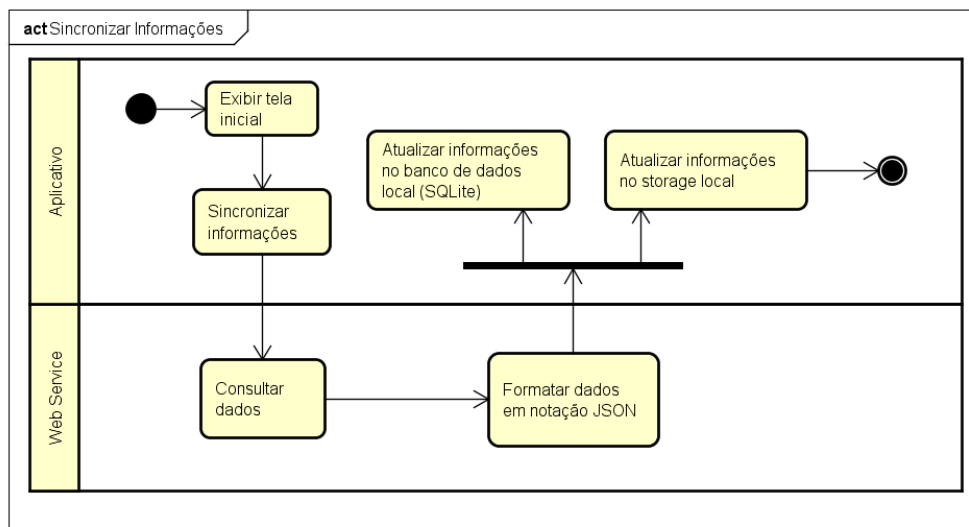 act Sincronizar Informações
Aplicativo
Exibir tela
inicial
Sincronizar
informações
Atualizar informações
no banco de dados
local (SQLite)
Atualizar informações
no storage local
Web Service
Consultar
dados
Formatar dados
em notação JSON